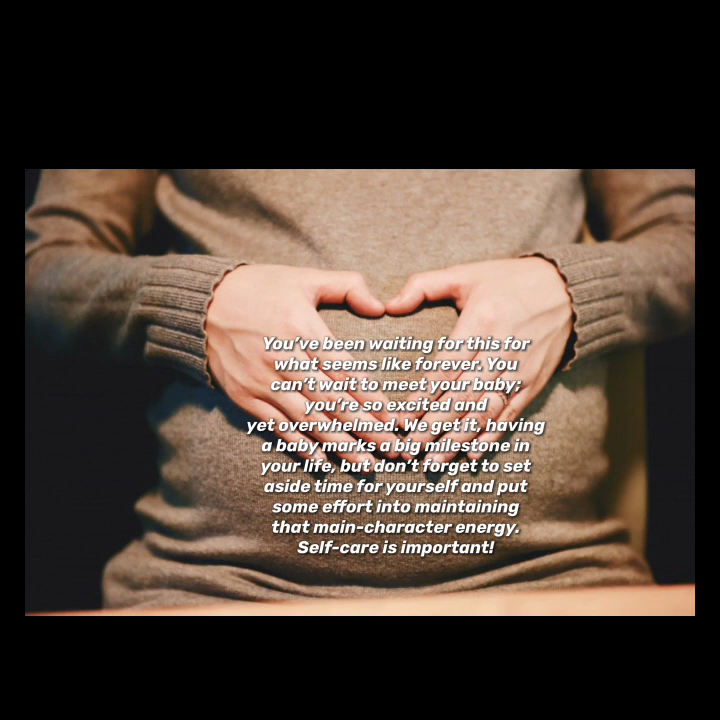 You've been waiting for this for
what seems like forever. You
can't wait to meet your baby;
you're so excited and
yet overwhelmed. We get it, having
a baby marks a big milestone in
your life, but don't forget to set
aside time for yourself and put
some effort into maintaining
that main-character energy.
Self-care is important!